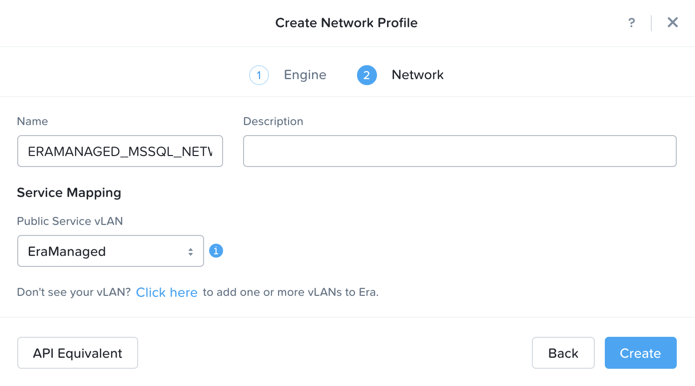 Create Network Profile
?
1 Engine 2 Network
Name Description
ERAMANAGED_MSSQL_NETW
Service Mapping
Public Service vLAN
EraManaged
Don't see your vLAN? Click here to add one or more vLANs to Era.
API Equivalent Back Create